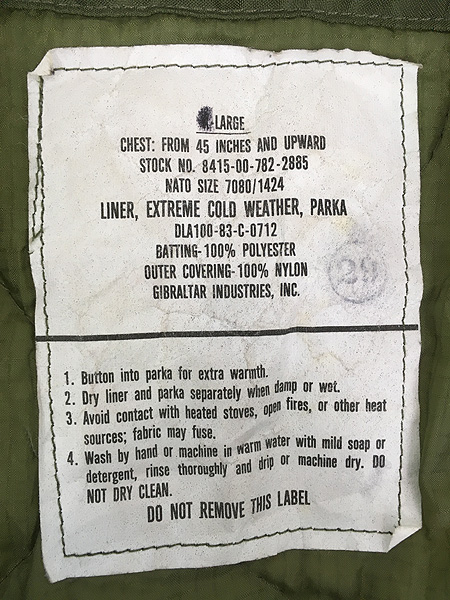 LARGE
CHEST: FROM 45 INCHES AND UPWARD
STOCK NO. 8415-00-782-2885
NATO SIZE 7080/1424
LINER, EXTREME COLD WEATHER, PARKA
DLA100-83-C-0712
BATTING-100% POLYESTER
OUTER COVERING-100% NYLON
GIBRALTAR INDUSTRIES, INC.
29
1. Button into parka for extra warmth.
2. Dry liner and parka separately when damp or wet.
3. Avoid contact with heated stoves, open fires, or other heat
sources; fabric may fuse.
4. Wash by hand or machine in warm water with mild soap or
detergent, rinse thoroughly and drip or machine dry. DO
NOT DRY CLEAN.
DO NOT REMOVE THIS LABEL